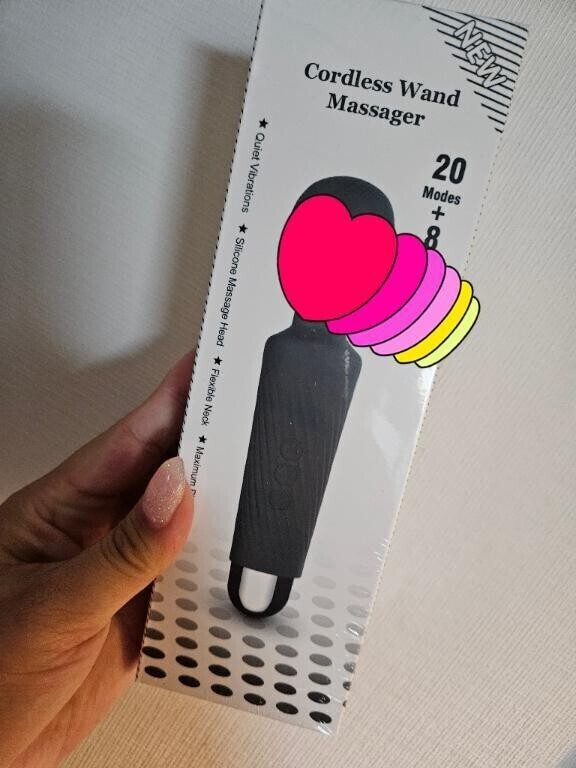 NEW
Cordless Wand
Massager
20
Modes
+
8
★ Quiet Vibrations ★ Silicone Massage Head ★ Flexible Neck ★ Maximum